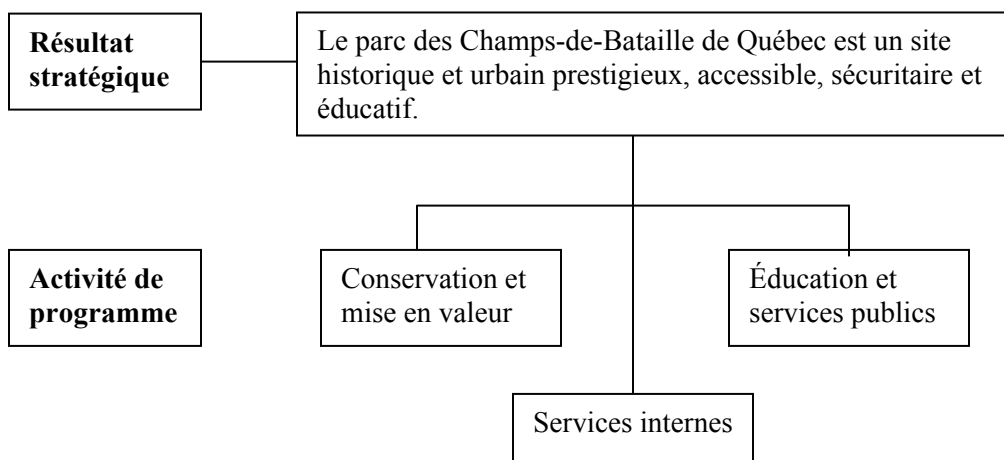 Résultat
stratégique
Le parc des Champs-de-Bataille de Québec est un site
historique et urbain prestigieux, accessible, sécuritaire et
éducatif.
Activité de
programme
Conservation et
mise en valeur
Éducation et
services publics
Services internes